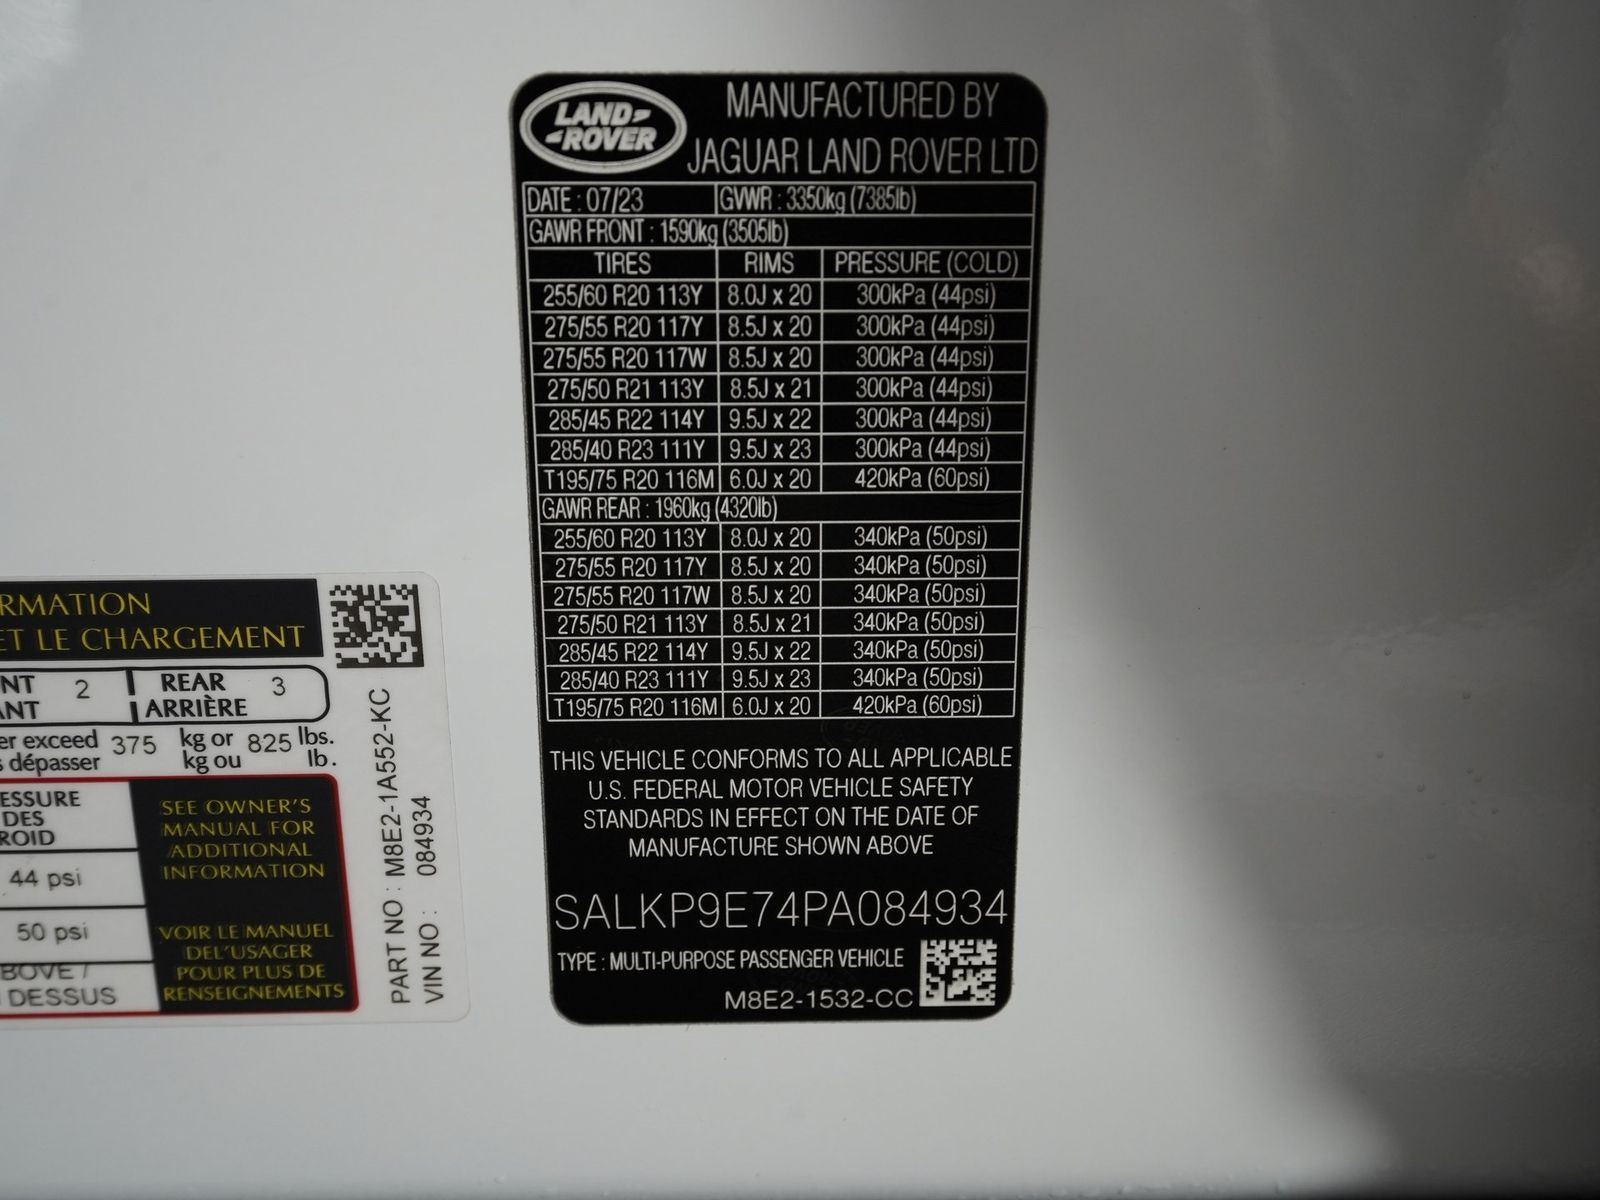 LAND
ROVER
MANUFACTURED BY
JAGUAR LAND ROVER LTD
DATE : 07/23 GVWR : 3350kg (7385lb)
GAWR FRONT : 1590kg (3505lb)
TIRES RIMS PRESSURE (COLD)
255/60 R20 113Y 8.0J x 20 300kPa (44psi)
275/55 R20 117Y 8.5J x 20 300kPa (44psi)
275/55 R20 117W 8.5J x 20 300kPa (44psi)
275/50 R21 113Y 8.5J x 21 300kPa (44psi)
285/45 R22 114Y 9.5J x 22 300kPa (44psi)
285/40 R23 111Y 9.5J x 23 300kPa (44psi)
T195/75 R20 116M 6.0J x 20 420kPa (60psi)
GAWR REAR : 1960kg (4320lb)
255/60 R20 113Y 8.0J x 20 340kPa (50psi)
275/55 R20 117Y 8.5J x 20 340kPa (50psi)
275/55 R20 117W 8.5J x 20 340kPa (50psi)
275/50 R21 113Y 8.5J x 21 340kPa (50psi)
285/45 R22 114Y 9.5J x 22 340kPa (50psi)
285/40 R23 111Y 9.5J x 23 340kPa (50psi)
T195/75 R20 116M 6.0J x 20 420kPa (60psi)
THIS VEHICLE CONFORMS TO ALL APPLICABLE
U.S. FEDERAL MOTOR VEHICLE SAFETY
STANDARDS IN EFFECT ON THE DATE OF
MANUFACTURE SHOWN ABOVE
SALKP9E74PA084934
TYPE : MULTI-PURPOSE PASSENGER VEHICLE
M8E2-1532-CC
RMATION
ET LE CHARGEMENT
NT 2 REAR 3
ANT ARRIÈRE
er exceed 375 kg or 825 lbs.
s dépasser kg ou lb.
ESSURE
DES
ROID
44 psi
50 psi
BOVE /
DESSUS
SEE OWNER'S
MANUAL FOR
ADDITIONAL
INFORMATION
VOIR LE MANUEL
DEL'USAGER
POUR PLUS DE
RENSEIGNEMENTS
PART NO : M8E2-1A552-KC
VIN NO : 084934